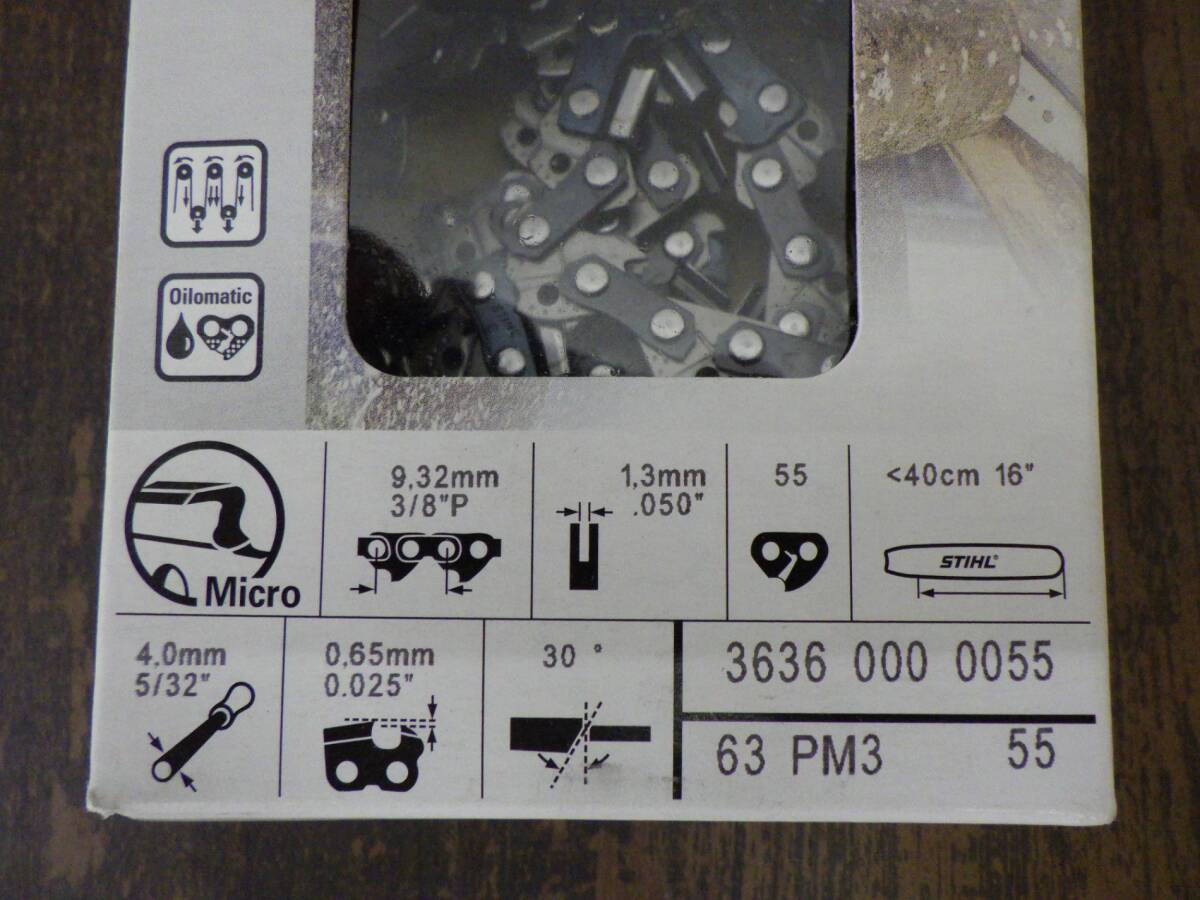 Oilomatic
Micro
9,32mm
3/8"P
1,3mm
.050"
55
<40cm 16"
STIHL®
4,0mm
5/32"
0,65mm
0.025"
30 °
3636 000 0055
63 PM3 55